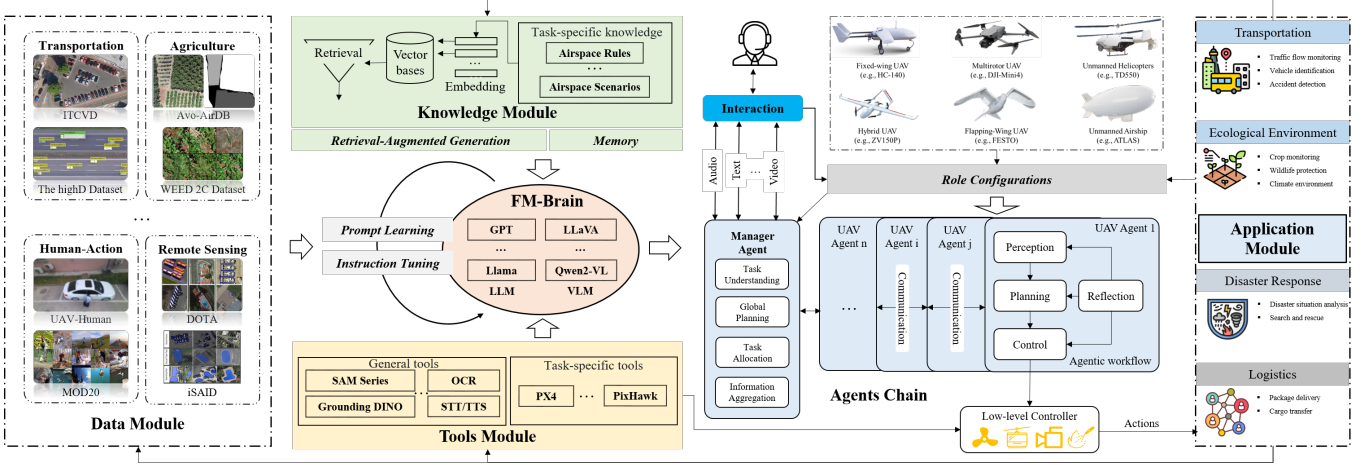 Transportation
ITCVD
The highD Dataset
Agriculture
Avo-AirDB
WEED 2C Dataset
...
Human-Action
UAV-Human
MOD20
Remote Sensing
DOTA
iSAID
Data Module
Retrieval
Vector
bases
Embedding
Task-specific knowledge
Airspace Rules
...
Airspace Scenarios
Knowledge Module
Retrieval-Augmented Generation
Memory
Prompt Learning
Instruction Tuning
FM-Brain
GPT
...
Llama
LLM
LLaVA
...
Qwen2-VL
VLM
General tools
SAM Series
OCR
...
Grounding DINO
STT/TTS
Task-specific tools
PX4
...
PixHawk
Tools Module
Interaction
Audio
Text
...
Video
Fixed-wing UAV
(e.g., HC-140)
Multirotor UAV
(e.g., DJI-Mini4)
Unmanned Helicopters
(e.g., TD550)
Hybrid UAV
(e.g., ZV150P)
Flapping-Wing UAV
(e.g., FESTO)
Unmanned Airship
(e.g., ATLAS)
Role Configurations
Manager
Agent
Task
Understanding
Global
Planning
Task
Allocation
Information
Aggregation
UAV
Agent n
...
UAV
Agent i
Communication
UAV
Agent j
Communication
UAV Agent 1
Perception
Planning
Reflection
Control
Agentic workflow
Agents Chain
Low-level Controller
Actions
Transportation
Traffic flow monitoring
Vehicle identification
Accident detection
Ecological Environment
Crop monitoring
Wildlife protection
Climate environment
Application
Module
Disaster Response
Disaster situation analysis
Search and rescue
Logistics
Package delivery
Cargo transfer